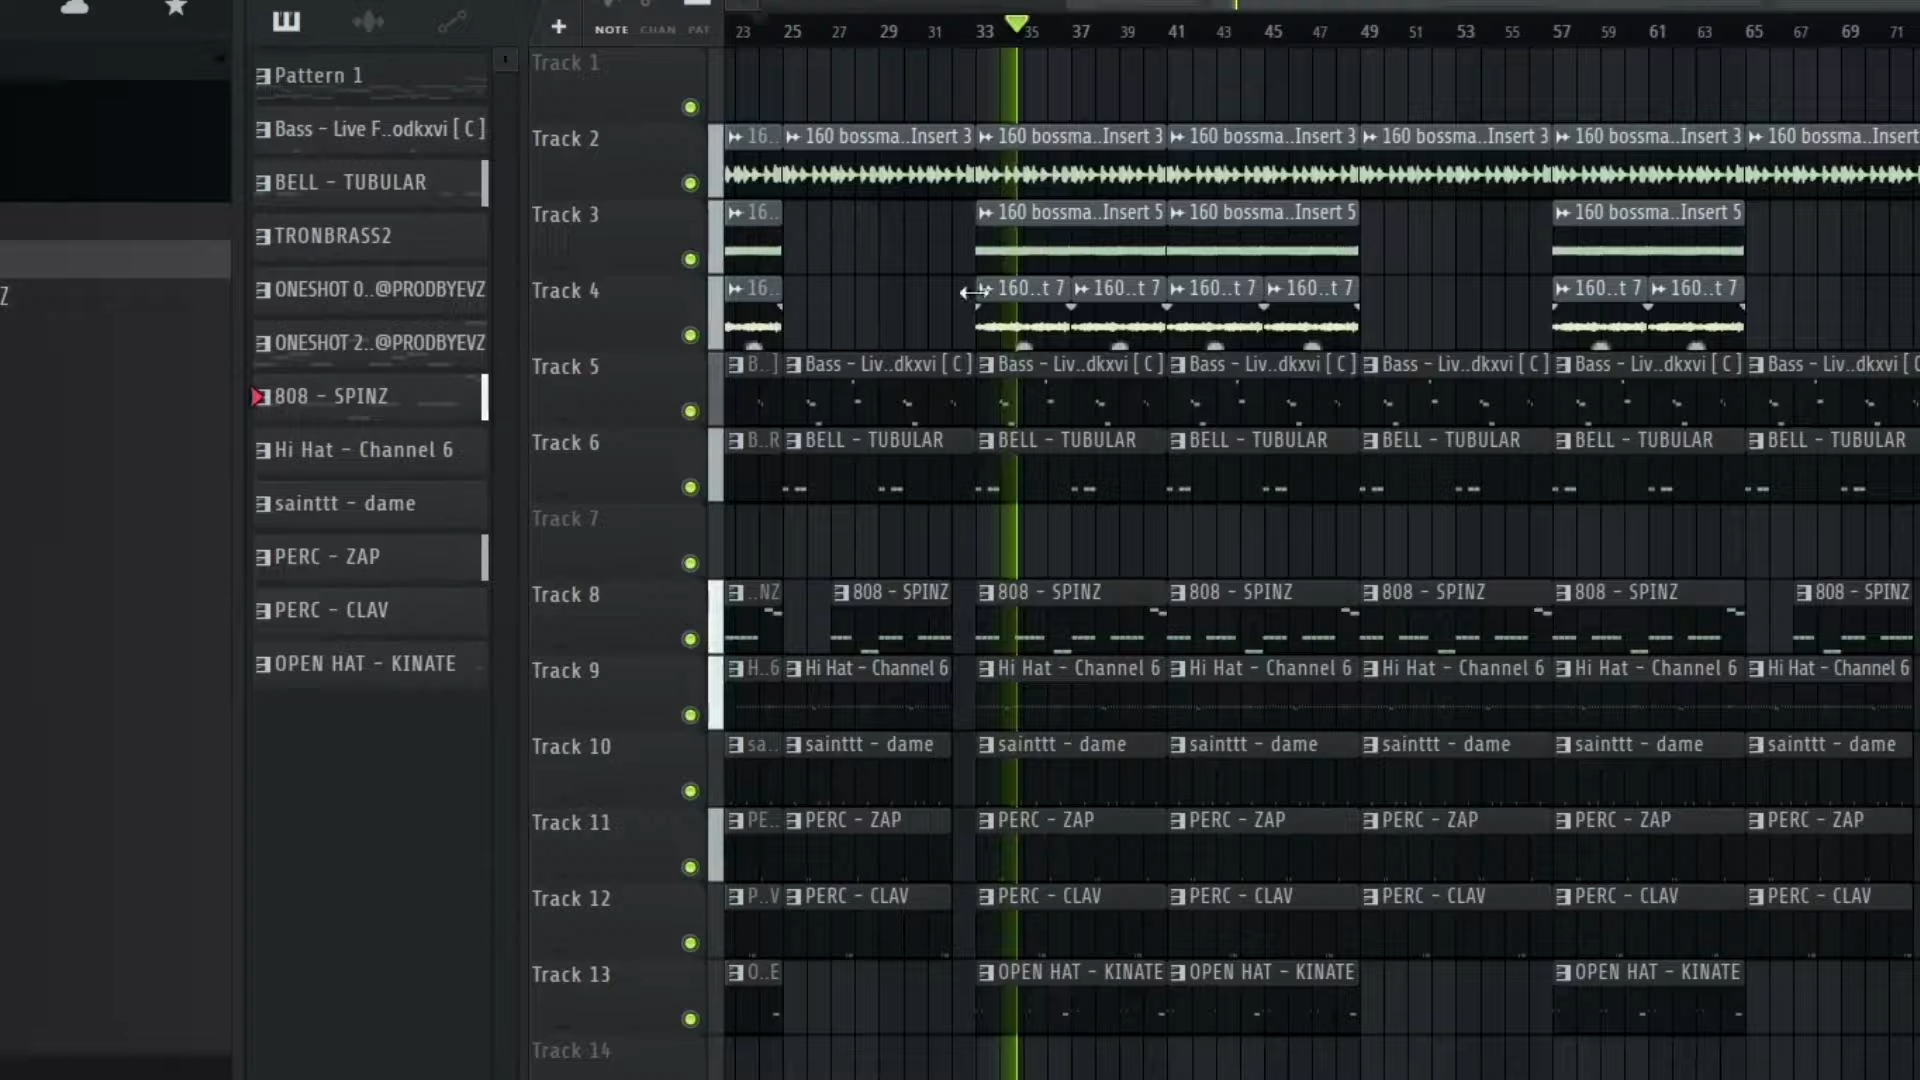 NOTE CHAN PAT
23 25 27 29 31 33 35 37 39 41 43 45 47 49 51 53 55 57 59 61 63 65 67 69 71
Pattern 1
Bass - Live F..odkxvi [ C ]
BELL - TUBULAR
TRONBRASS2
ONESHOT 0..@PRODBYEVZ
ONESHOT 2..@PRODBYEVZ
808 - SPINZ
Hi Hat - Channel 6
sainttt - dame
PERC - ZAP
PERC - CLAV
OPEN HAT - KINATE
Z
Track 1
Track 2
16.. 160 bossma..Insert 3 160 bossma..Insert 3 160 bossma..Insert 3 160 bossma..Insert 3 160 bossma..Insert 3 160 bossma..Insert
Track 3
16.. 160 bossma..Insert 5 160 bossma..Insert 5 160 bossma..Insert 5
Track 4
16.. 160..t 7 160..t 7 160..t 7 160..t 7 160..t 7 160..t 7
Track 5
B..] Bass - Liv..dkxvi [ C ] Bass - Liv..dkxvi [ C ] Bass - Liv..dkxvi [ C ] Bass - Liv..dkxvi [ C ] Bass - Liv..dkxvi [ C ] Bass - Liv..dkxvi [ C
Track 6
B..R BELL - TUBULAR BELL - TUBULAR BELL - TUBULAR BELL - TUBULAR BELL - TUBULAR BELL - TUBULAR
Track 7
Track 8
..NZ 808 - SPINZ 808 - SPINZ 808 - SPINZ 808 - SPINZ 808 - SPINZ 808 - SPINZ
Track 9
H..6 Hi Hat - Channel 6 Hi Hat - Channel 6 Hi Hat - Channel 6 Hi Hat - Channel 6 Hi Hat - Channel 6 Hi Hat - Channel 6
Track 10
sa.. sainttt - dame sainttt - dame sainttt - dame sainttt - dame sainttt - dame sainttt - dame
Track 11
PE.. PERC - ZAP PERC - ZAP PERC - ZAP PERC - ZAP PERC - ZAP PERC - ZAP
Track 12
P..V PERC - CLAV PERC - CLAV PERC - CLAV PERC - CLAV PERC - CLAV PERC - CLAV
Track 13
O..E OPEN HAT - KINATE OPEN HAT - KINATE OPEN HAT - KINATE
Track 14